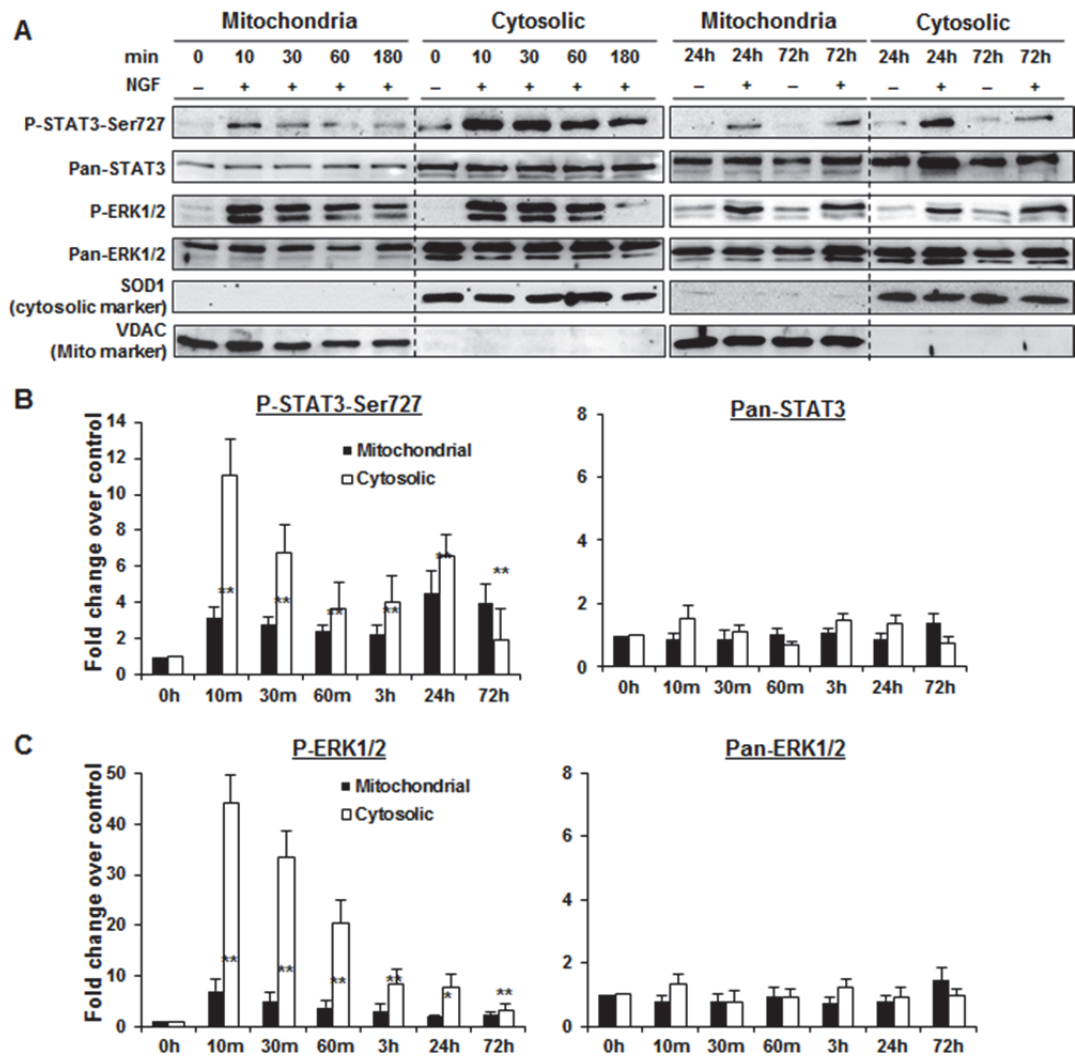 A
Mitochondria Cytosolic Mitochondria Cytosolic
min 0 10 30 60 180 0 10 30 60 180 24h 24h 72h 72h 24h 24h 72h 72h
NGF – + + + + – + + + + – + – + – + – +
P-STAT3-Ser727
Pan-STAT3
P-ERK1/2
Pan-ERK1/2
SOD1
(cytosolic marker)
VDAC
(Mito marker)
B
P-STAT3-Ser727
Fold change over control
14
12
10
8
6
4
2
0
Mitochondrial
Cytosolic
** ** ** ** ** **
0h 10m 30m 60m 3h 24h 72h
Pan-STAT3
8
6
4
2
0
0h 10m 30m 60m 3h 24h 72h
C
P-ERK1/2
Fold change over control
50
40
30
20
10
0
Mitochondrial
Cytosolic
** ** ** ** * **
0h 10m 30m 60m 3h 24h 72h
Pan-ERK1/2
8
6
4
2
0
0h 10m 30m 60m 3h 24h 72h